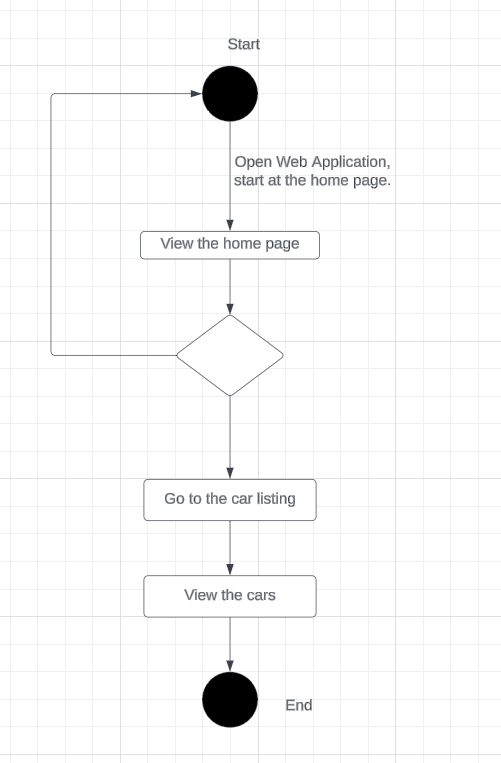 Start
Open Web Application,
start at the home page.
View the home page
Go to the car listing
View the cars
End